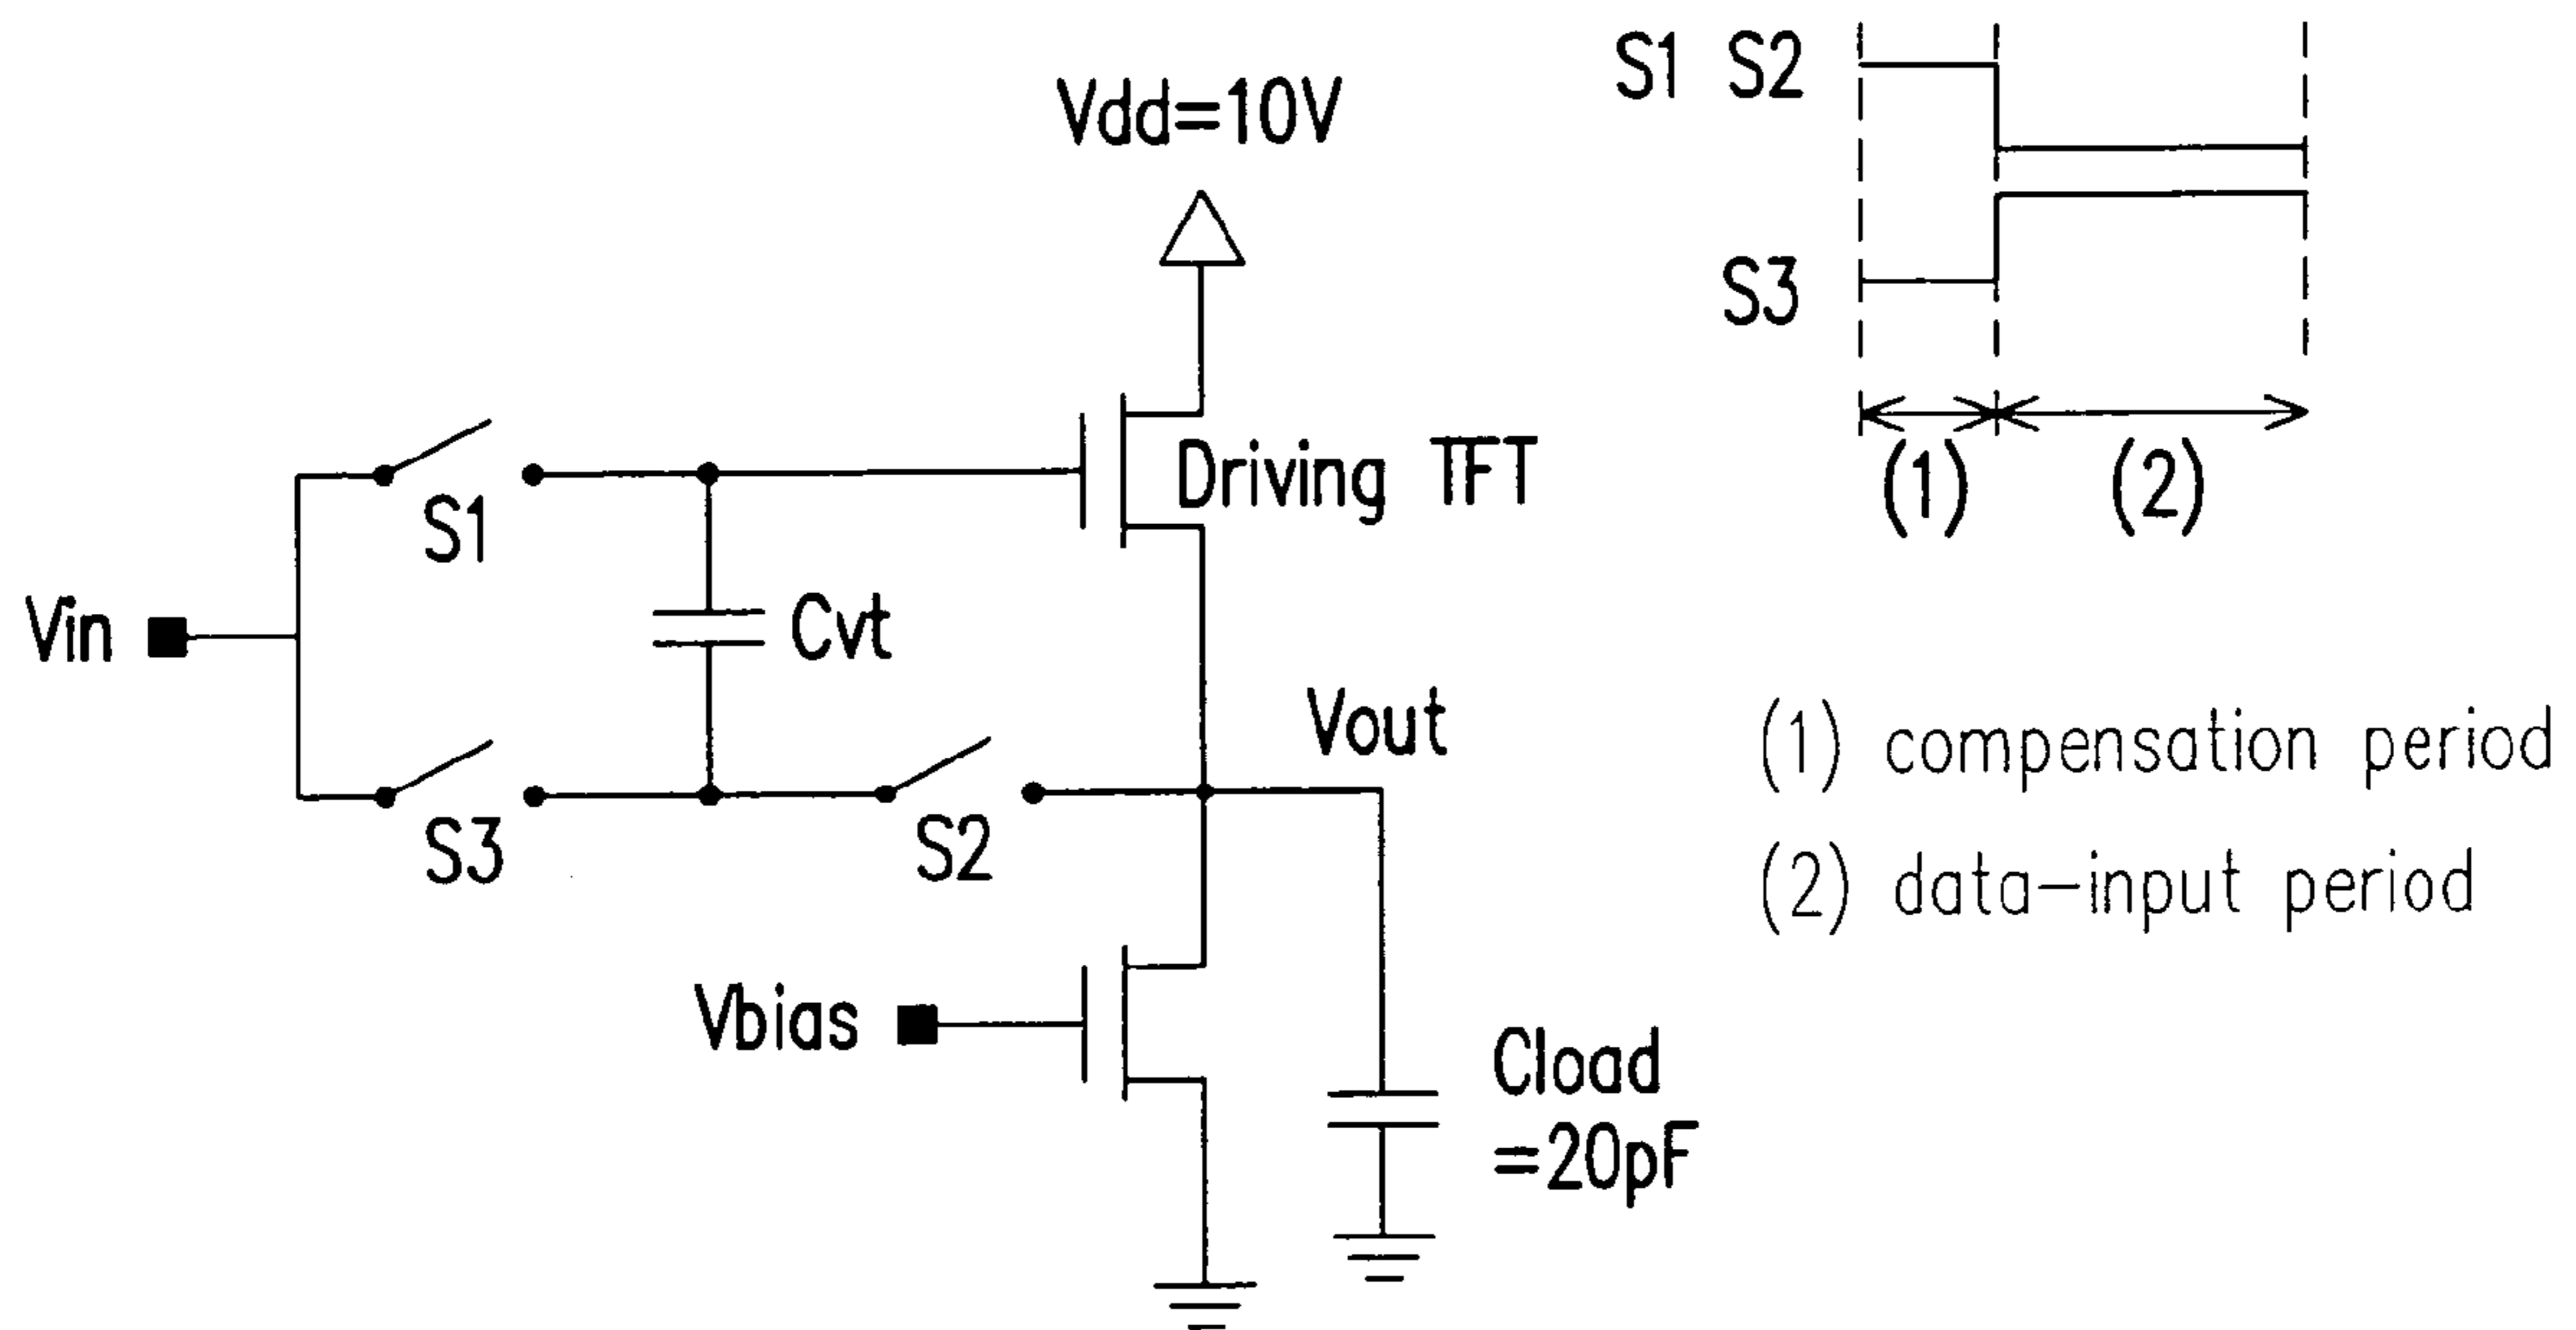 S1 S2
Vdd=10V
S3
Driving TFT
(1)
(2)
S1
Vin
Cvt
Vout
(1) compensation period
S3
S2
(2) data-input period
Vbias
Cload
=20pF